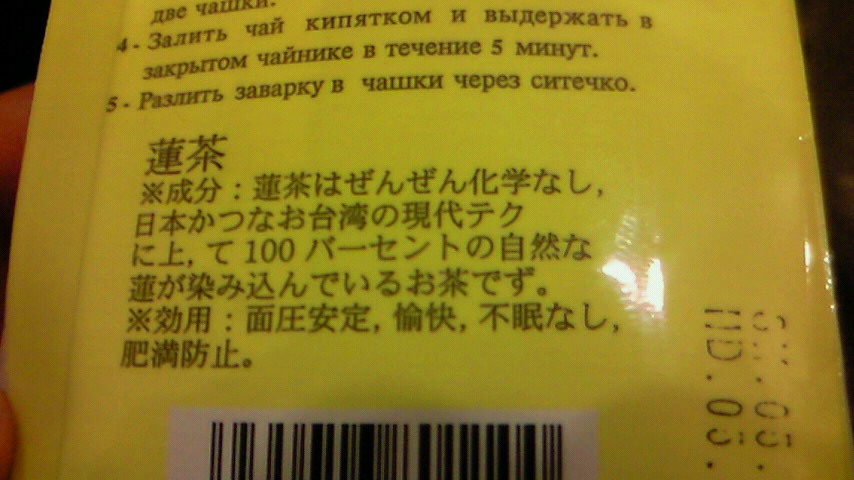 две чашки.
4 - Залить чай кипятком и выдержать в
закрытом чайнике в течение 5 минут.
5 - Разлить заварку в чашки через ситечко.
蓮茶
※成分：蓮茶はぜんぜん化学なし,
日本かつなお台湾の現代テク
に上, て 100 バーセントの自然な
蓮が染み込んでいるお茶でず。
※効用：面圧安定, 愉快, 不眠なし,
肥満防止。